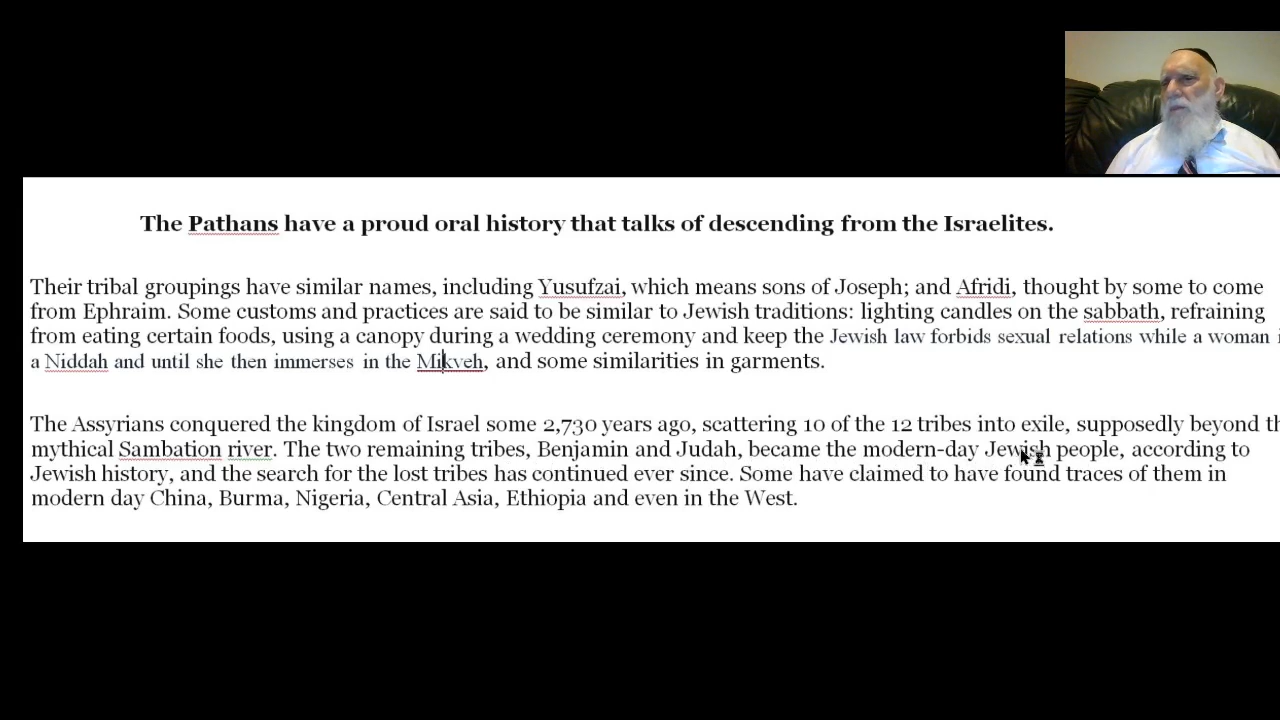 The Pathans have a proud oral history that talks of descending from the Israelites.
Their tribal groupings have similar names, including Yusufzai, which means sons of Joseph; and Afridi, thought by some to come
from Ephraim. Some customs and practices are said to be similar to Jewish traditions: lighting candles on the sabbath, refraining
from eating certain foods, using a canopy during a wedding ceremony and keep the Jewish law forbids sexual relations while a woman
a Niddah and until she then immerses in the Mikveh, and some similarities in garments.
The Assyrians conquered the kingdom of Israel some 2,730 years ago, scattering 10 of the 12 tribes into exile, supposedly beyond th
mythical Sambation river. The two remaining tribes, Benjamin and Judah, became the modern-day Jewish people, according to
Jewish history, and the search for the lost tribes has continued ever since. Some have claimed to have found traces of them in
modern day China, Burma, Nigeria, Central Asia, Ethiopia and even in the West.